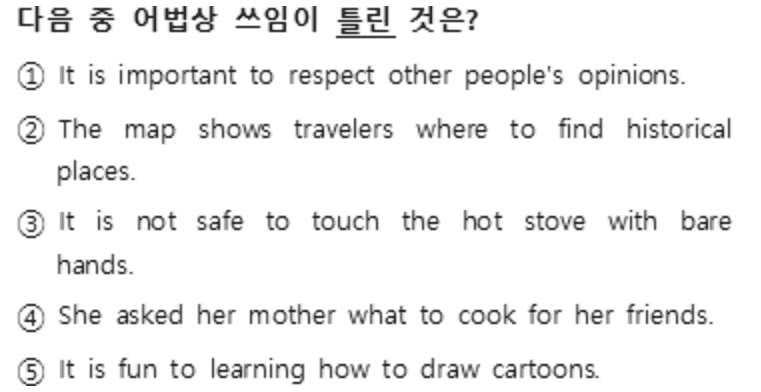 다음 중 어법상 쓰임이 틀린 것은?
① It is important to respect other people's opinions.
② The map shows travelers where to find historical
places.
③ It is not safe to touch the hot stove with bare
hands.
④ She asked her mother what to cook for her friends.
⑤ It is fun to learning how to draw cartoons.